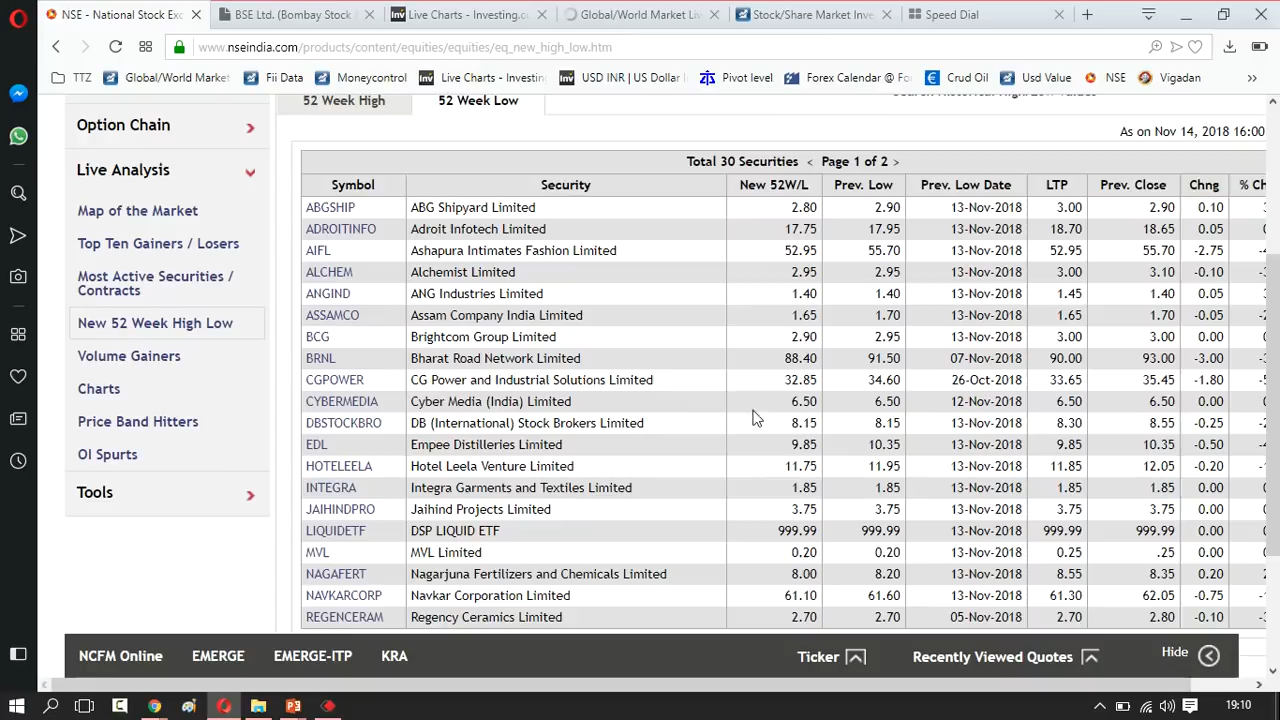 NSE - National Stock Exc
BSE Ltd. (Bombay Stock
Live Charts - Investing.co
Global/World Market Li
Stock/Share Market Inve
Speed Dial
www.nseindia.com/products/content/equities/equities/eq_new_high_low.htm
TTZ
Global/World Market
Fii Data
Moneycontrol
Live Charts - Investin
USD INR | US Dollar
Pivot level
Forex Calendar @ Fo
Crud Oil
Usd Value
NSE
Vigadan
52 Week High
52 Week Low
As on Nov 14, 2018 16:00
Option Chain
Live Analysis
Map of the Market
Top Ten Gainers / Losers
Most Active Securities /
Contracts
New 52 Week High Low
Volume Gainers
Charts
Price Band Hitters
OI Spurts
Tools
Total 30 Securities < Page 1 of 2 >
Symbol Security New 52W/L Prev. Low Prev. Low Date LTP Prev. Close Chng % Ch
ABGSHIP ABG Shipyard Limited 2.80 2.90 13-Nov-2018 3.00 2.90 0.10
ADROITINFO Adroit Infotech Limited 17.75 17.95 13-Nov-2018 18.70 18.65 0.05
AIFL Ashapura Intimates Fashion Limited 52.95 55.70 13-Nov-2018 52.95 55.70 -2.75
ALCHEM Alchemist Limited 2.95 2.95 13-Nov-2018 3.00 3.10 -0.10
ANGIND ANG Industries Limited 1.40 1.40 13-Nov-2018 1.45 1.40 0.05
ASSAMCO Assam Company India Limited 1.65 1.70 13-Nov-2018 1.65 1.70 -0.05
BCG Brightcom Group Limited 2.90 2.95 13-Nov-2018 3.00 3.00 0.00
BRNL Bharat Road Network Limited 88.40 91.50 07-Nov-2018 90.00 93.00 -3.00
CGPOWER CG Power and Industrial Solutions Limited 32.85 34.60 26-Oct-2018 33.65 35.45 -1.80
CYBERMEDIA Cyber Media (India) Limited 6.50 6.50 12-Nov-2018 6.50 6.50 0.00
DBSTOCKBRO DB (International) Stock Brokers Limited 8.15 8.15 13-Nov-2018 8.30 8.55 -0.25
EDL Empee Distilleries Limited 9.85 10.35 13-Nov-2018 9.85 10.35 -0.50
HOTELEELA Hotel Leela Venture Limited 11.75 11.95 13-Nov-2018 11.85 12.05 -0.20
INTEGRA Integra Garments and Textiles Limited 1.85 1.85 13-Nov-2018 1.85 1.85 0.00
JAIHINDPRO Jaihind Projects Limited 3.75 3.75 13-Nov-2018 3.75 3.75 0.00
LIQUIDETF DSP LIQUID ETF 999.99 999.99 13-Nov-2018 999.99 999.99 0.00
MVL MVL Limited 0.20 0.20 13-Nov-2018 0.25 .25 0.00
NAGAFERT Nagarjuna Fertilizers and Chemicals Limited 8.00 8.20 13-Nov-2018 8.55 8.35 0.20
NAVKARCORP Navkar Corporation Limited 61.10 61.60 13-Nov-2018 61.30 62.05 -0.75
REGENCERAM Regency Ceramics Limited 2.70 2.70 05-Nov-2018 2.70 2.70 -0.10
NCFM Online
EMERGE
EMERGE-ITP
KRA
Ticker
Recently Viewed Quotes
Hide
19:10